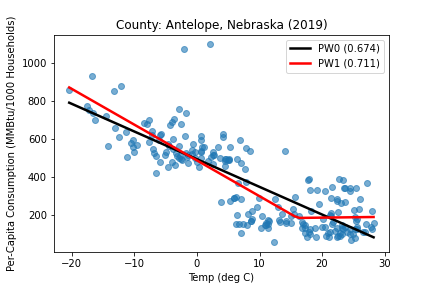 County: Antelope, Nebraska (2019)
PW0 (0.674)
PW1 (0.711)
Per-Capita Consumption (MMBtu/1000 Households)
1000
800
600
400
200
−20 −10 0 10 20 30
Temp (deg C)